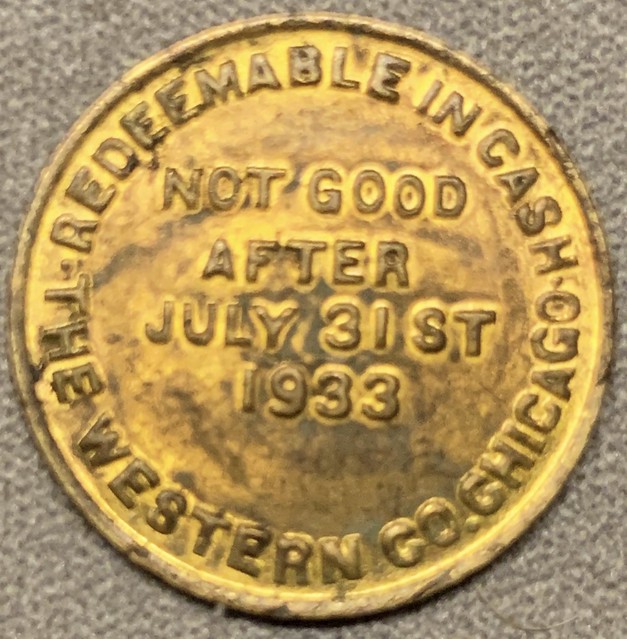 REDEEMABLE IN CASH
NOT GOOD
AFTER
JULY 31ST
1933
THE WESTERN CO. CHICAGO